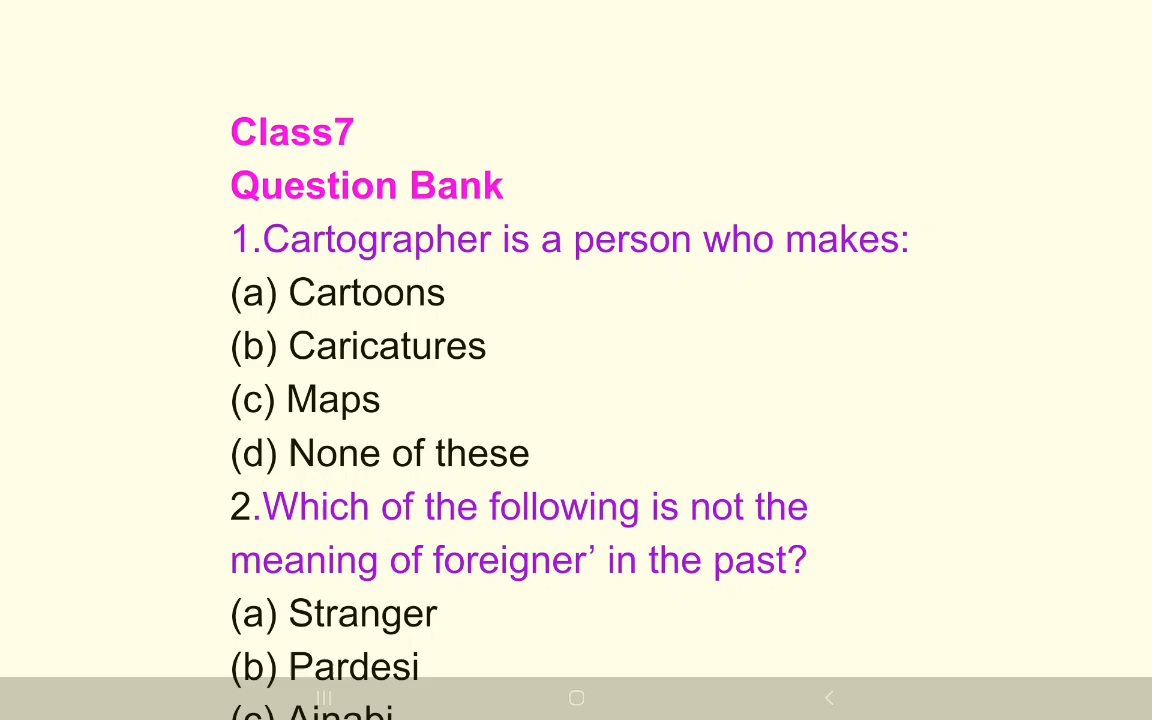 Class7
Question Bank
1.Cartographer is a person who makes:
(a) Cartoons
(b) Caricatures
(c) Maps
(d) None of these
2.Which of the following is not the
meaning of foreigner’ in the past?
(a) Stranger
(b) Pardesi
(c) Ajnabi